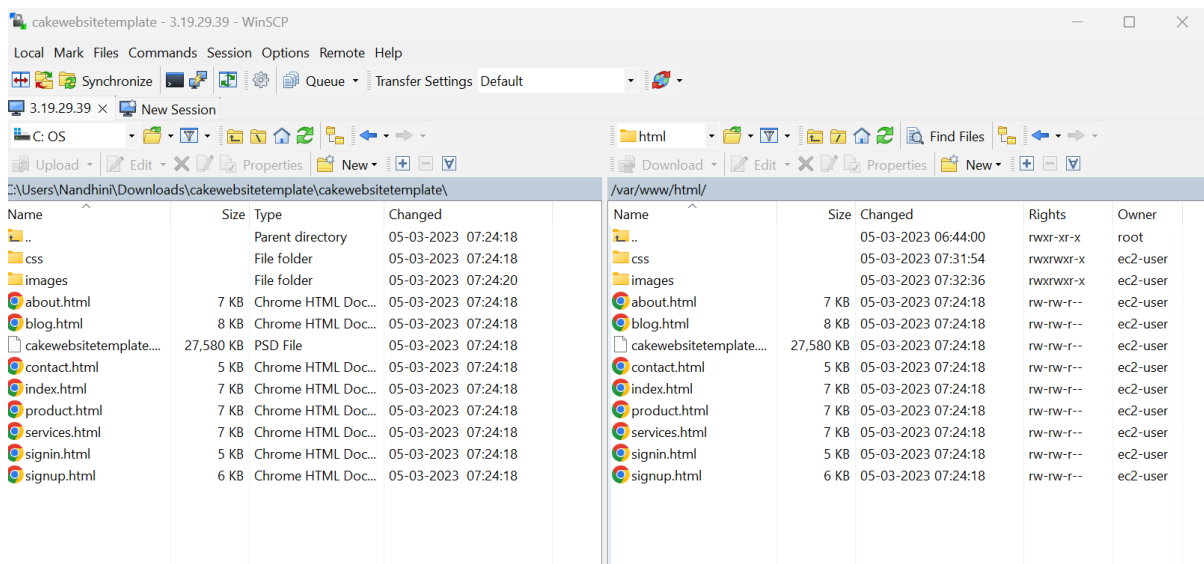 cakewebsitetemplate - 3.19.29.39 - WinSCP
Local Mark Files Commands Session Options Remote Help
Synchronize Queue Transfer Settings Default
3.19.29.39 × New Session
C: OS
html Find Files
Upload Edit Properties New
Download Edit Properties New
C:\Users\Nandhini\Downloads\cakewebsitetemplate\cakewebsitetemplate\
/var/www/html/
Name Size Type Changed
.. Parent directory 05-03-2023 07:24:18
css File folder 05-03-2023 07:24:18
images File folder 05-03-2023 07:24:20
about.html 7 KB Chrome HTML Doc... 05-03-2023 07:24:18
blog.html 8 KB Chrome HTML Doc... 05-03-2023 07:24:18
cakewebsitetemplate.... 27,580 KB PSD File 05-03-2023 07:24:18
contact.html 5 KB Chrome HTML Doc... 05-03-2023 07:24:18
index.html 7 KB Chrome HTML Doc... 05-03-2023 07:24:18
product.html 7 KB Chrome HTML Doc... 05-03-2023 07:24:18
services.html 7 KB Chrome HTML Doc... 05-03-2023 07:24:18
signin.html 5 KB Chrome HTML Doc... 05-03-2023 07:24:18
signup.html 6 KB Chrome HTML Doc... 05-03-2023 07:24:18
Name Size Changed Rights Owner
.. 05-03-2023 06:44:00 rwxr-xr-x root
css 05-03-2023 07:31:54 rwxrwxr-x ec2-user
images 05-03-2023 07:32:36 rwxrwxr-x ec2-user
about.html 7 KB 05-03-2023 07:24:18 rw-rw-r-- ec2-user
blog.html 8 KB 05-03-2023 07:24:18 rw-rw-r-- ec2-user
cakewebsitetemplate.... 27,580 KB 05-03-2023 07:24:18 rw-rw-r-- ec2-user
contact.html 5 KB 05-03-2023 07:24:18 rw-rw-r-- ec2-user
index.html 7 KB 05-03-2023 07:24:18 rw-rw-r-- ec2-user
product.html 7 KB 05-03-2023 07:24:18 rw-rw-r-- ec2-user
services.html 7 KB 05-03-2023 07:24:18 rw-rw-r-- ec2-user
signin.html 5 KB 05-03-2023 07:24:18 rw-rw-r-- ec2-user
signup.html 6 KB 05-03-2023 07:24:18 rw-rw-r-- ec2-user